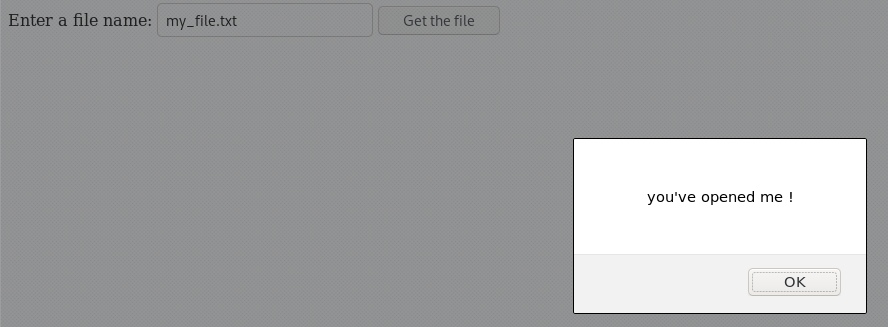 Enter a file name: my_file.txt Get the file
you've opened me !
OK